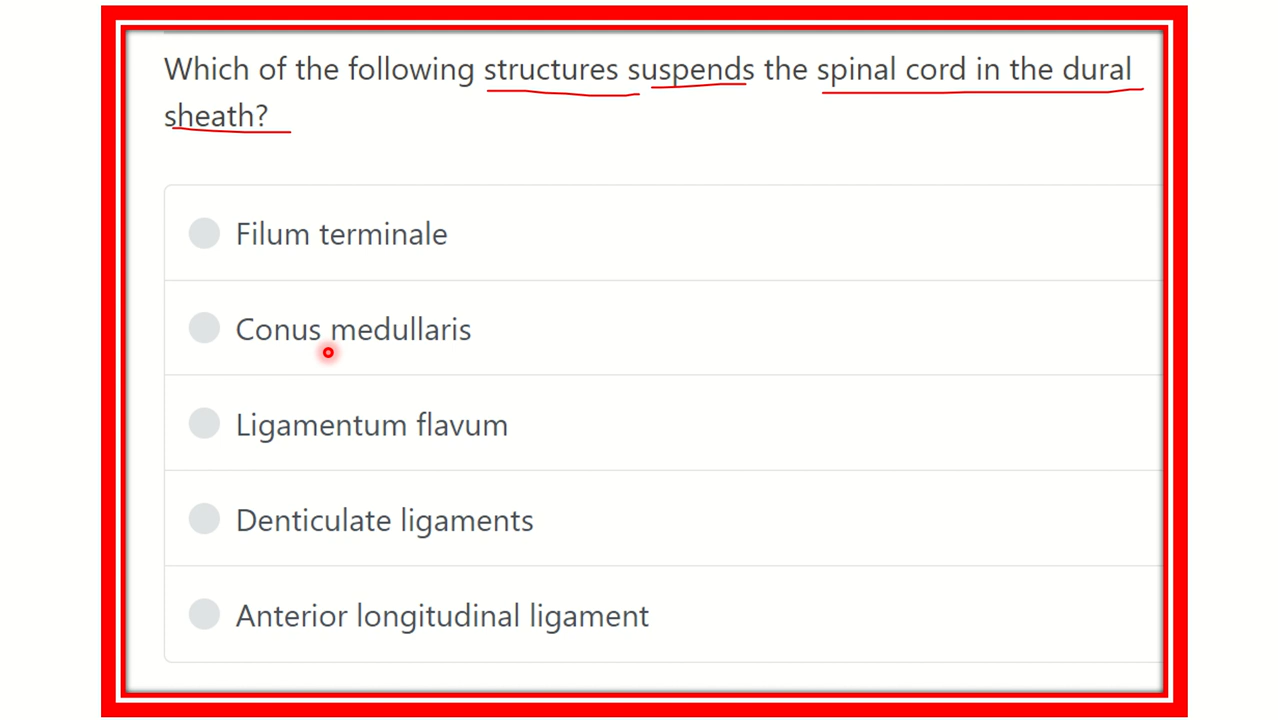 Which of the following structures suspends the spinal cord in the dural
sheath?
Filum terminale
Conus medullaris
Ligamentum flavum
Denticulate ligaments
Anterior longitudinal ligament